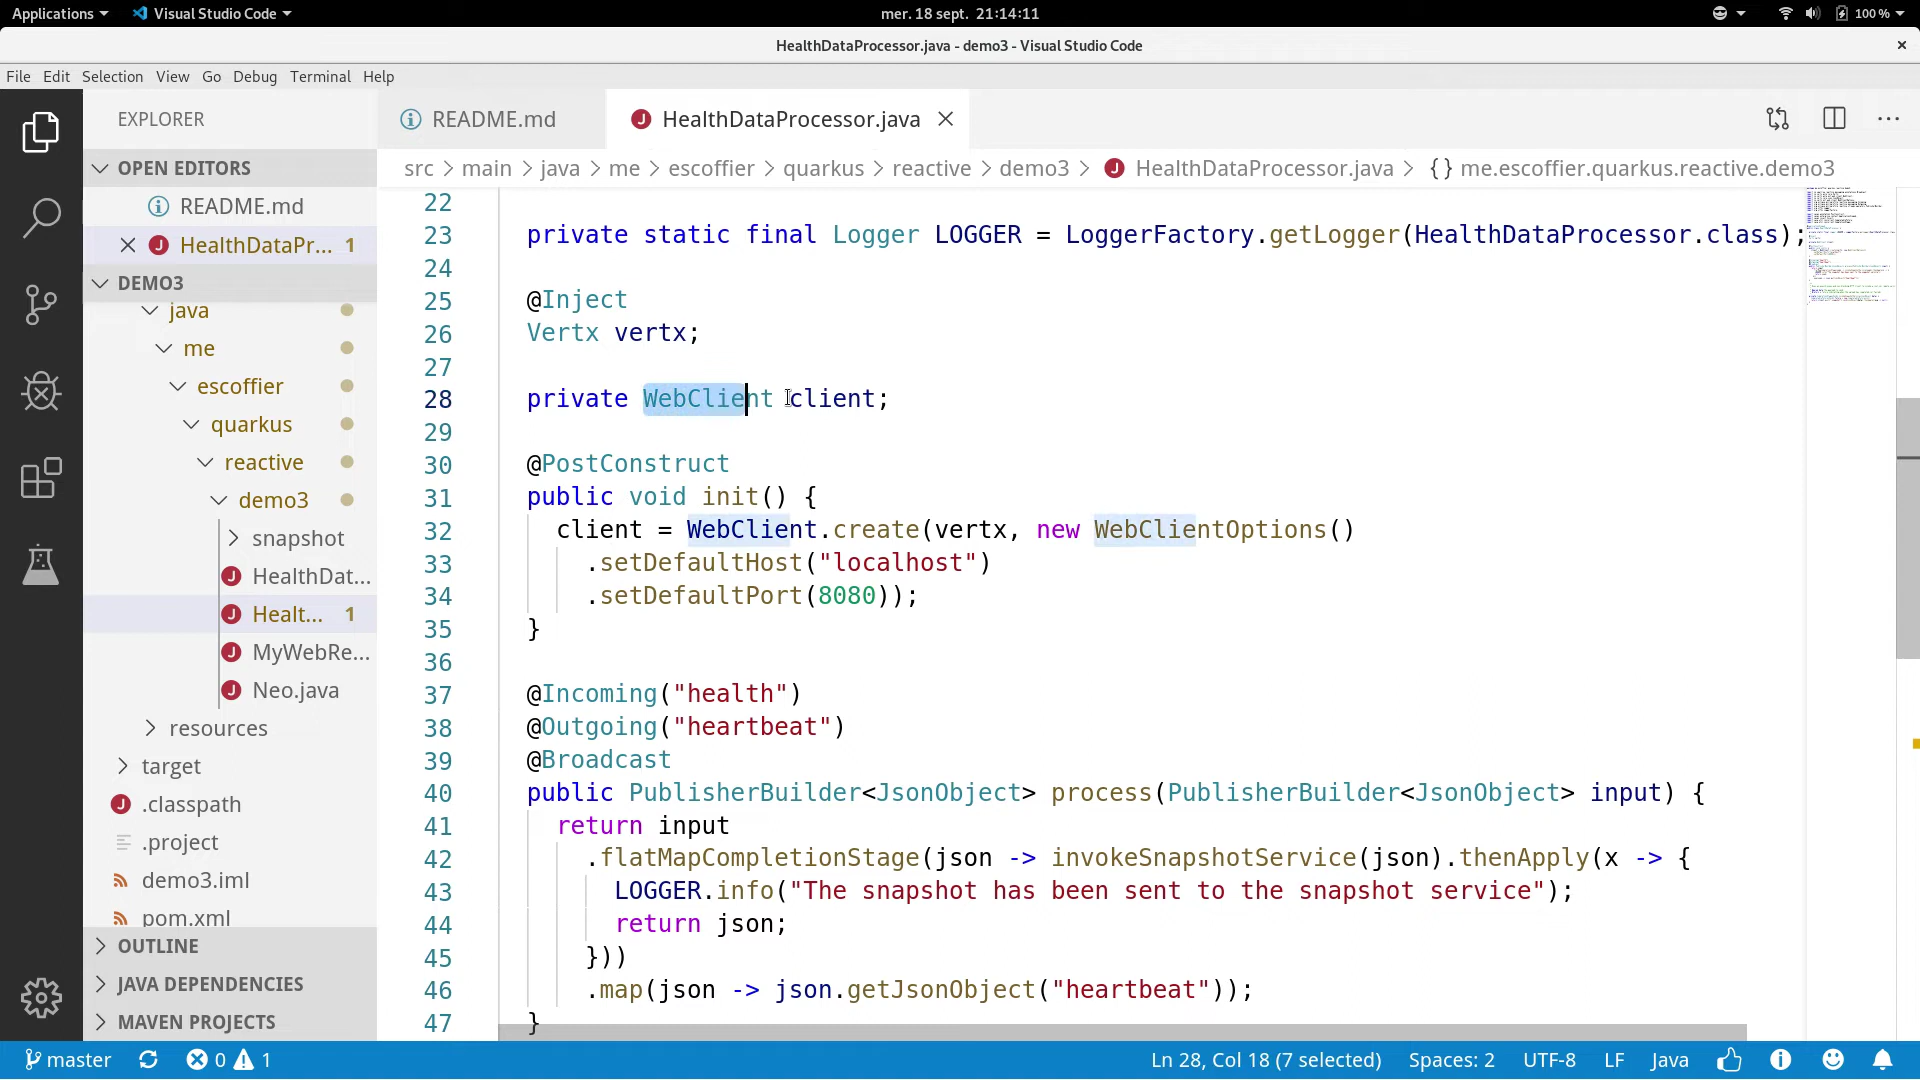 Applications
Visual Studio Code
mer. 18 sept. 21:14:11
100 %
HealthDataProcessor.java - demo3 - Visual Studio Code
File Edit Selection View Go Debug Terminal Help
EXPLORER
OPEN EDITORS
README.md
HealthDataPr... 1
DEMO3
java
me
escoffier
quarkus
reactive
demo3
snapshot
HealthDat...
Healt... 1
MyWebRe...
Neo.java
resources
target
.classpath
.project
demo3.iml
pom.xml
OUTLINE
JAVA DEPENDENCIES
MAVEN PROJECTS
README.md
HealthDataProcessor.java
src > main > java > me > escoffier > quarkus > reactive > demo3 > HealthDataProcessor.java > {} me.escoffier.quarkus.reactive.demo3
22
23 private static final Logger LOGGER = LoggerFactory.getLogger(HealthDataProcessor.class);
24
25 @Inject
26 Vertx vertx;
27
28 private WebClient client;
29
30 @PostConstruct
31 public void init() {
32 client = WebClient.create(vertx, new WebClientOptions()
33 .setDefaultHost("localhost")
34 .setDefaultPort(8080));
35 }
36
37 @Incoming("health")
38 @Outgoing("heartbeat")
39 @Broadcast
40 public PublisherBuilder<JsonObject> process(PublisherBuilder<JsonObject> input) {
41 return input
42 .flatMapCompletionStage(json -> invokeSnapshotService(json).thenApply(x -> {
43 LOGGER.info("The snapshot has been sent to the snapshot service");
44 return json;
45 }))
46 .map(json -> json.getJsonObject("heartbeat"));
47 }
master 0 1
Ln 28, Col 18 (7 selected) Spaces: 2 UTF-8 LF Java